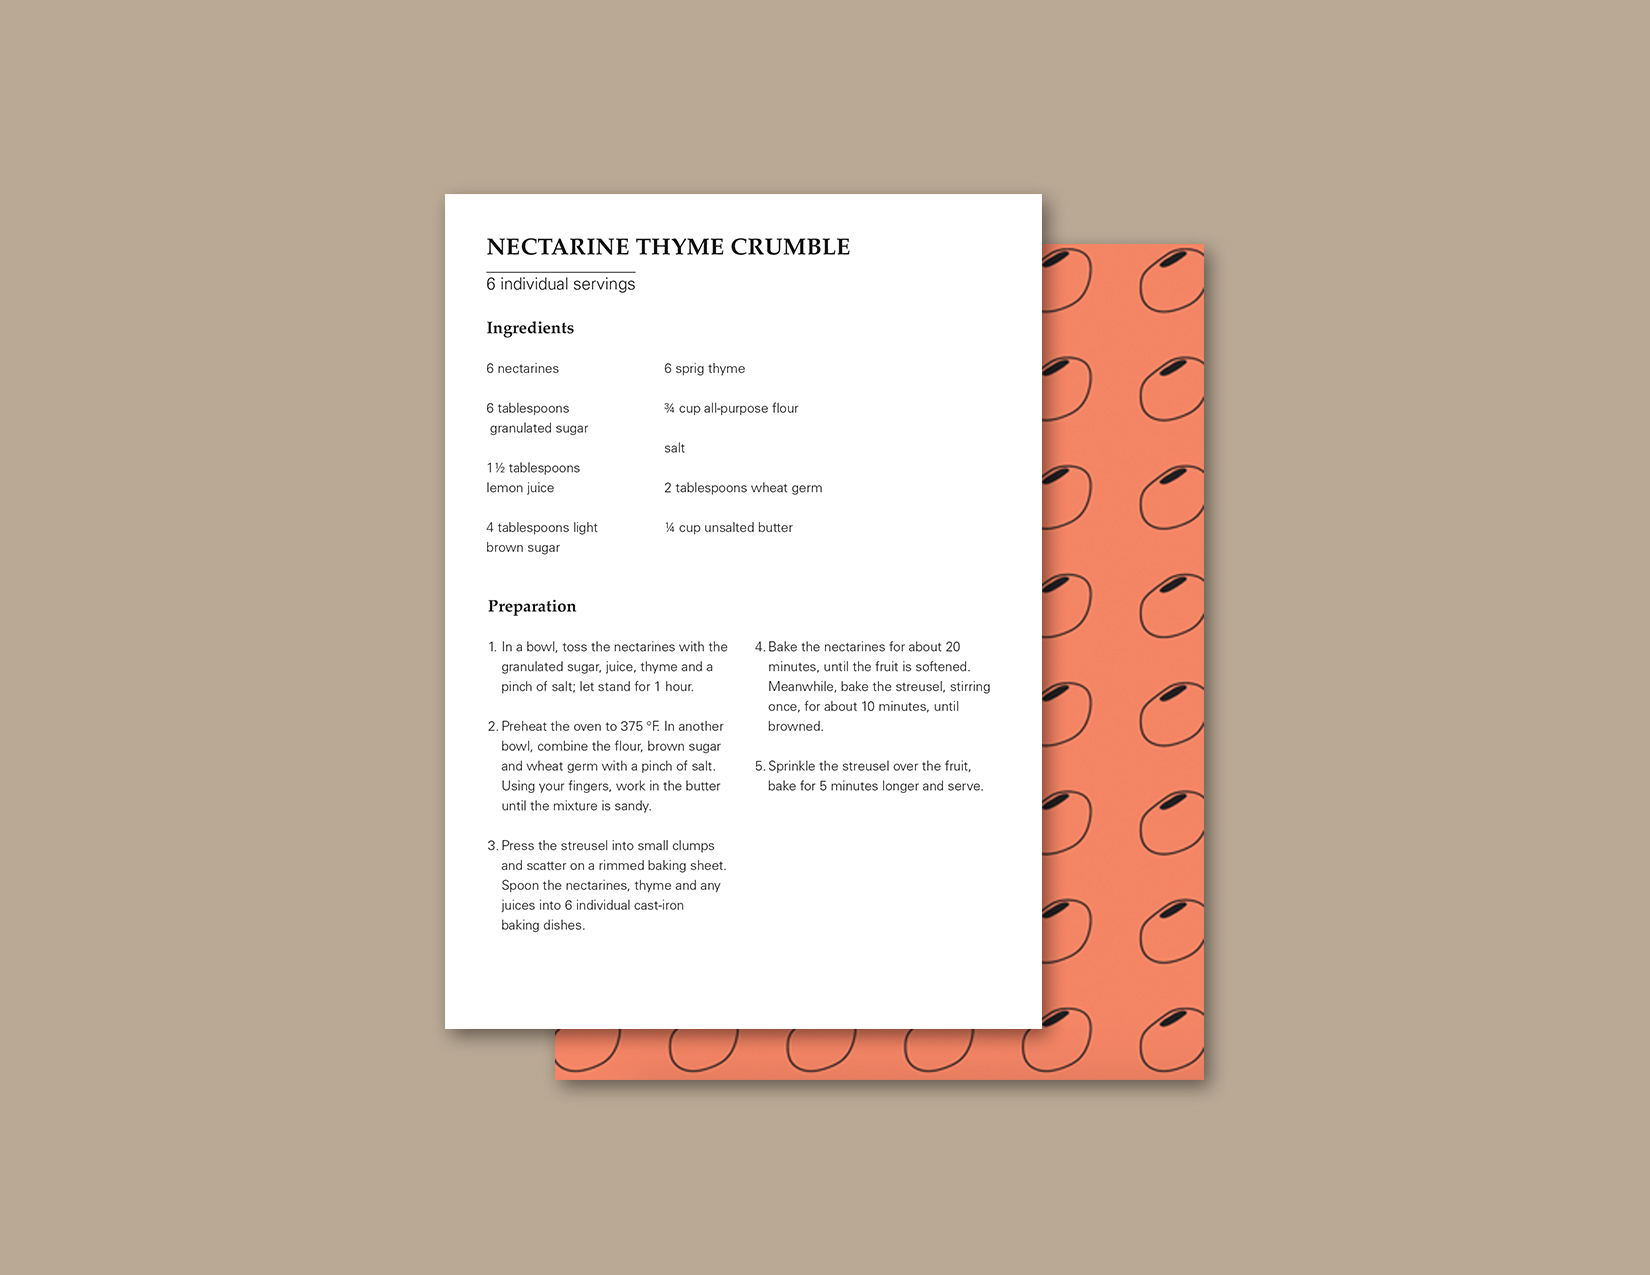 NECTARINE THYME CRUMBLE
6 individual servings
Ingredients
6 nectarines
6 tablespoons
granulated sugar
1½ tablespoons
lemon juice
4 tablespoons light
brown sugar
6 sprig thyme
¾ cup all-purpose flour
salt
2 tablespoons wheat germ
¼ cup unsalted butter
Preparation
1. In a bowl, toss the nectarines with the
granulated sugar, juice, thyme and a
pinch of salt; let stand for 1 hour.
2. Preheat the oven to 375 °F. In another
bowl, combine the flour, brown sugar
and wheat germ with a pinch of salt.
Using your fingers, work in the butter
until the mixture is sandy.
3. Press the streusel into small clumps
and scatter on a rimmed baking sheet.
Spoon the nectarines, thyme and any
juices into 6 individual cast-iron
baking dishes.
4. Bake the nectarines for about 20
minutes, until the fruit is softened.
Meanwhile, bake the streusel, stirring
once, for about 10 minutes, until
browned.
5. Sprinkle the streusel over the fruit,
bake for 5 minutes longer and serve.